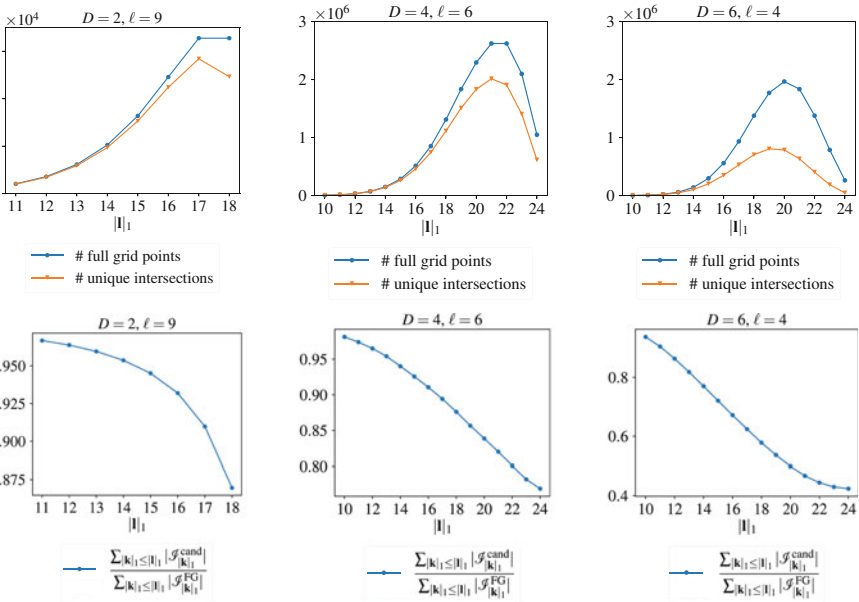 ×10⁴
D = 2, ℓ = 9
11 12 13 14 15 16 17 18
|l|₁
# full grid points
# unique intersections
×10⁶
D = 4, ℓ = 6
3
2
1
0
10 12 14 16 18 20 22 24
|l|₁
# full grid points
# unique intersections
×10⁶
D = 6, ℓ = 4
3
2
1
0
10 12 14 16 18 20 22 24
|l|₁
# full grid points
# unique intersections
D = 2, ℓ = 9
.950
.925
.900
.875
11 12 13 14 15 16 17 18
|l|₁
∑|k|₁≤|l|₁ |ℐ|k|₁^cand|
∑|k|₁≤|l|₁ |ℐ|k|₁^FG|
D = 4, ℓ = 6
0.95
0.90
0.85
0.80
10 12 14 16 18 20 22 24
|l|₁
∑|k|₁≤|l|₁ |ℐ|k|₁^cand|
∑|k|₁≤|l|₁ |ℐ|k|₁^FG|
D = 6, ℓ = 4
0.8
0.6
0.4
10 12 14 16 18 20 22 24
|l|₁
∑|k|₁≤|l|₁ |ℐ|k|₁^cand|
∑|k|₁≤|l|₁ |ℐ|k|₁^FG|